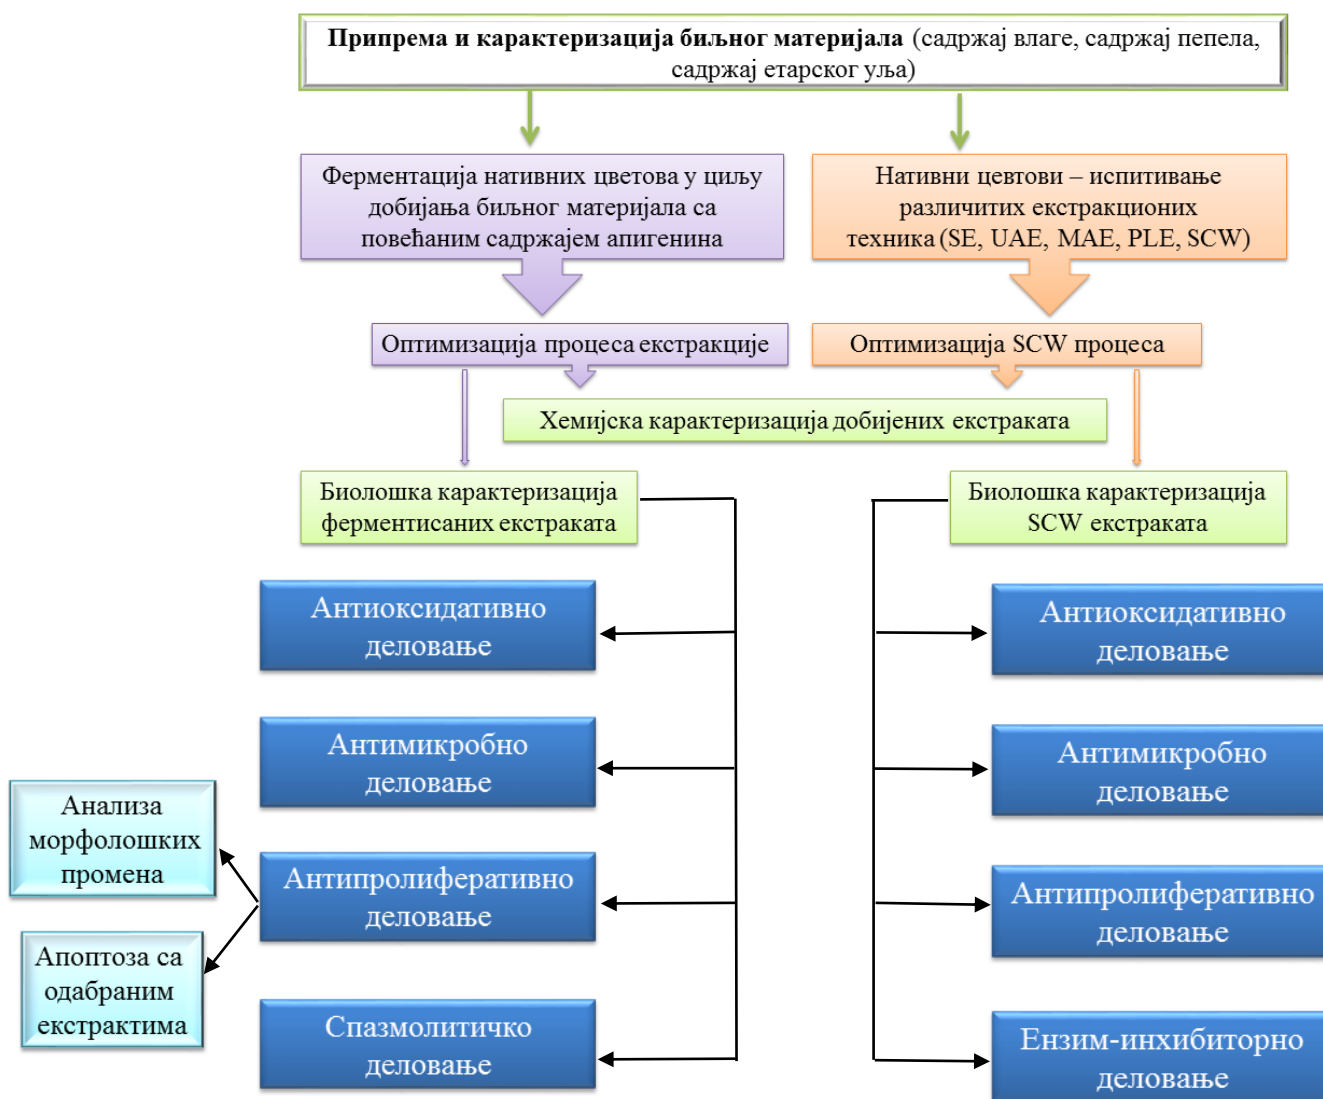 Припрема и карактеризација биљног материјала (садржај влаге, садржај пепела,
садржај етарског уља)
Ферментација нативних цветова у циљу
добијања биљног материјала са
повећаним садржајем апигенина
Нативни цевтови – испитивање
различитих екстракционих
техника (SE, UAE, MAE, PLE, SCW)
Оптимизација процеса екстракције
Оптимизација SCW процеса
Хемијска карактеризација добијених екстраката
Биолошка карактеризација
ферментисаних екстраката
Биолошка карактеризација
SCW екстраката
Антиоксидативно
деловање
Антимикробно
деловање
Антипролиферативно
деловање
Спазмолитичко
деловање
Анализа
морфолошких
промена
Апоптоза са
одабраним
екстрактима
Антиоксидативно
деловање
Антимикробно
деловање
Антипролиферативно
деловање
Ензим-инхибиторно
деловање